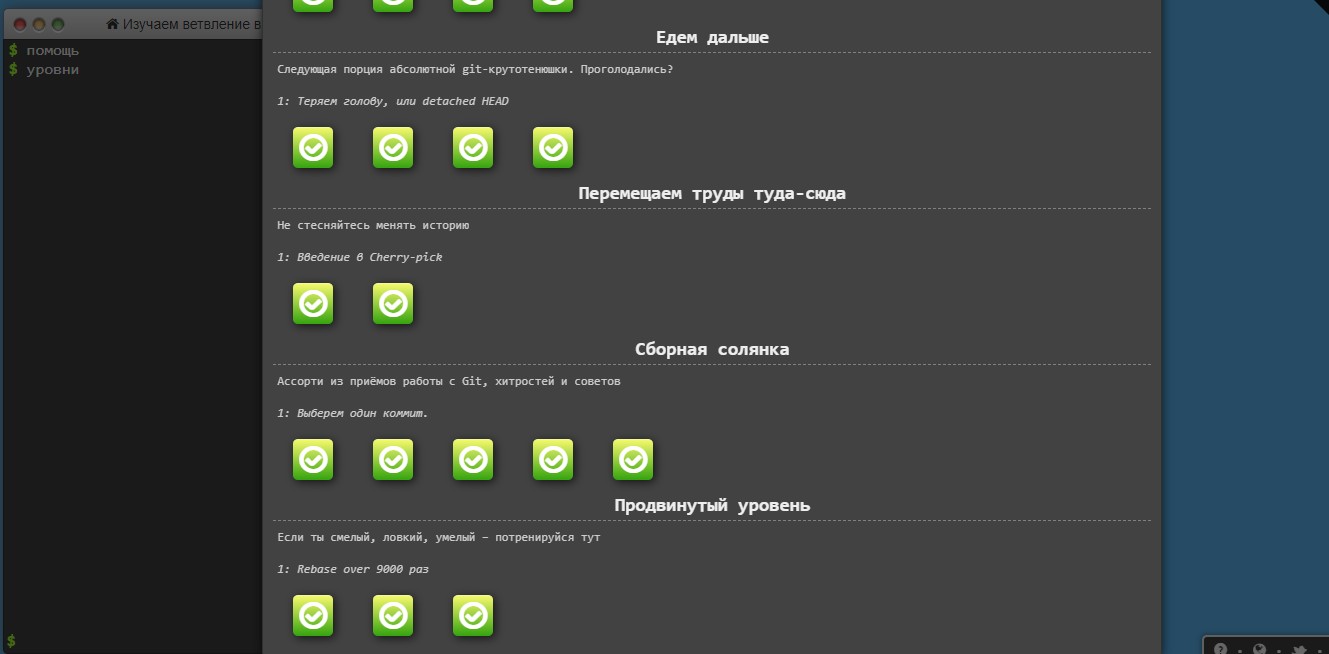 Изучаем ветвление в
$ помощь
$ уровни
$
Едем дальше
Следующая порция абсолютной git-крутотенюшки. Проголодались?
1: Теряем голову, или detached HEAD
Перемещаем труды туда-сюда
Не стесняйтесь менять историю
1: Введение в Cherry-pick
Сборная солянка
Ассорти из приёмов работы с Git, хитростей и советов
1: Выберем один коммит.
Продвинутый уровень
Если ты смелый, ловкий, умелый – потренируйся тут
1: Rebase over 9000 раз